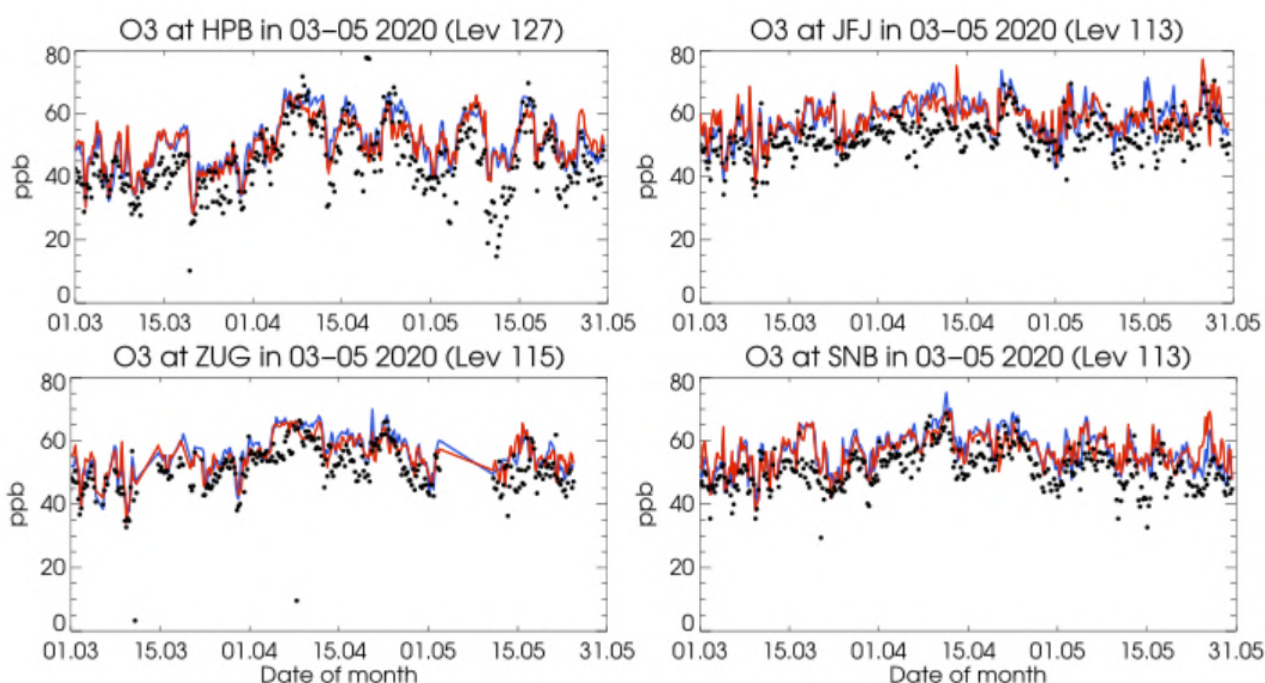 O3 at HPB in 03–05 2020 (Lev 127)
80
60
40
20
0
ppb
01.03 15.03 01.04 15.04 01.05 15.05 31.05
O3 at JFJ in 03–05 2020 (Lev 113)
80
60
40
20
0
ppb
01.03 15.03 01.04 15.04 01.05 15.05 31.05
O3 at ZUG in 03–05 2020 (Lev 115)
80
60
40
20
0
ppb
01.03 15.03 01.04 15.04 01.05 15.05 31.05
Date of month
O3 at SNB in 03–05 2020 (Lev 113)
80
60
40
20
0
ppb
01.03 15.03 01.04 15.04 01.05 15.05 31.05
Date of month